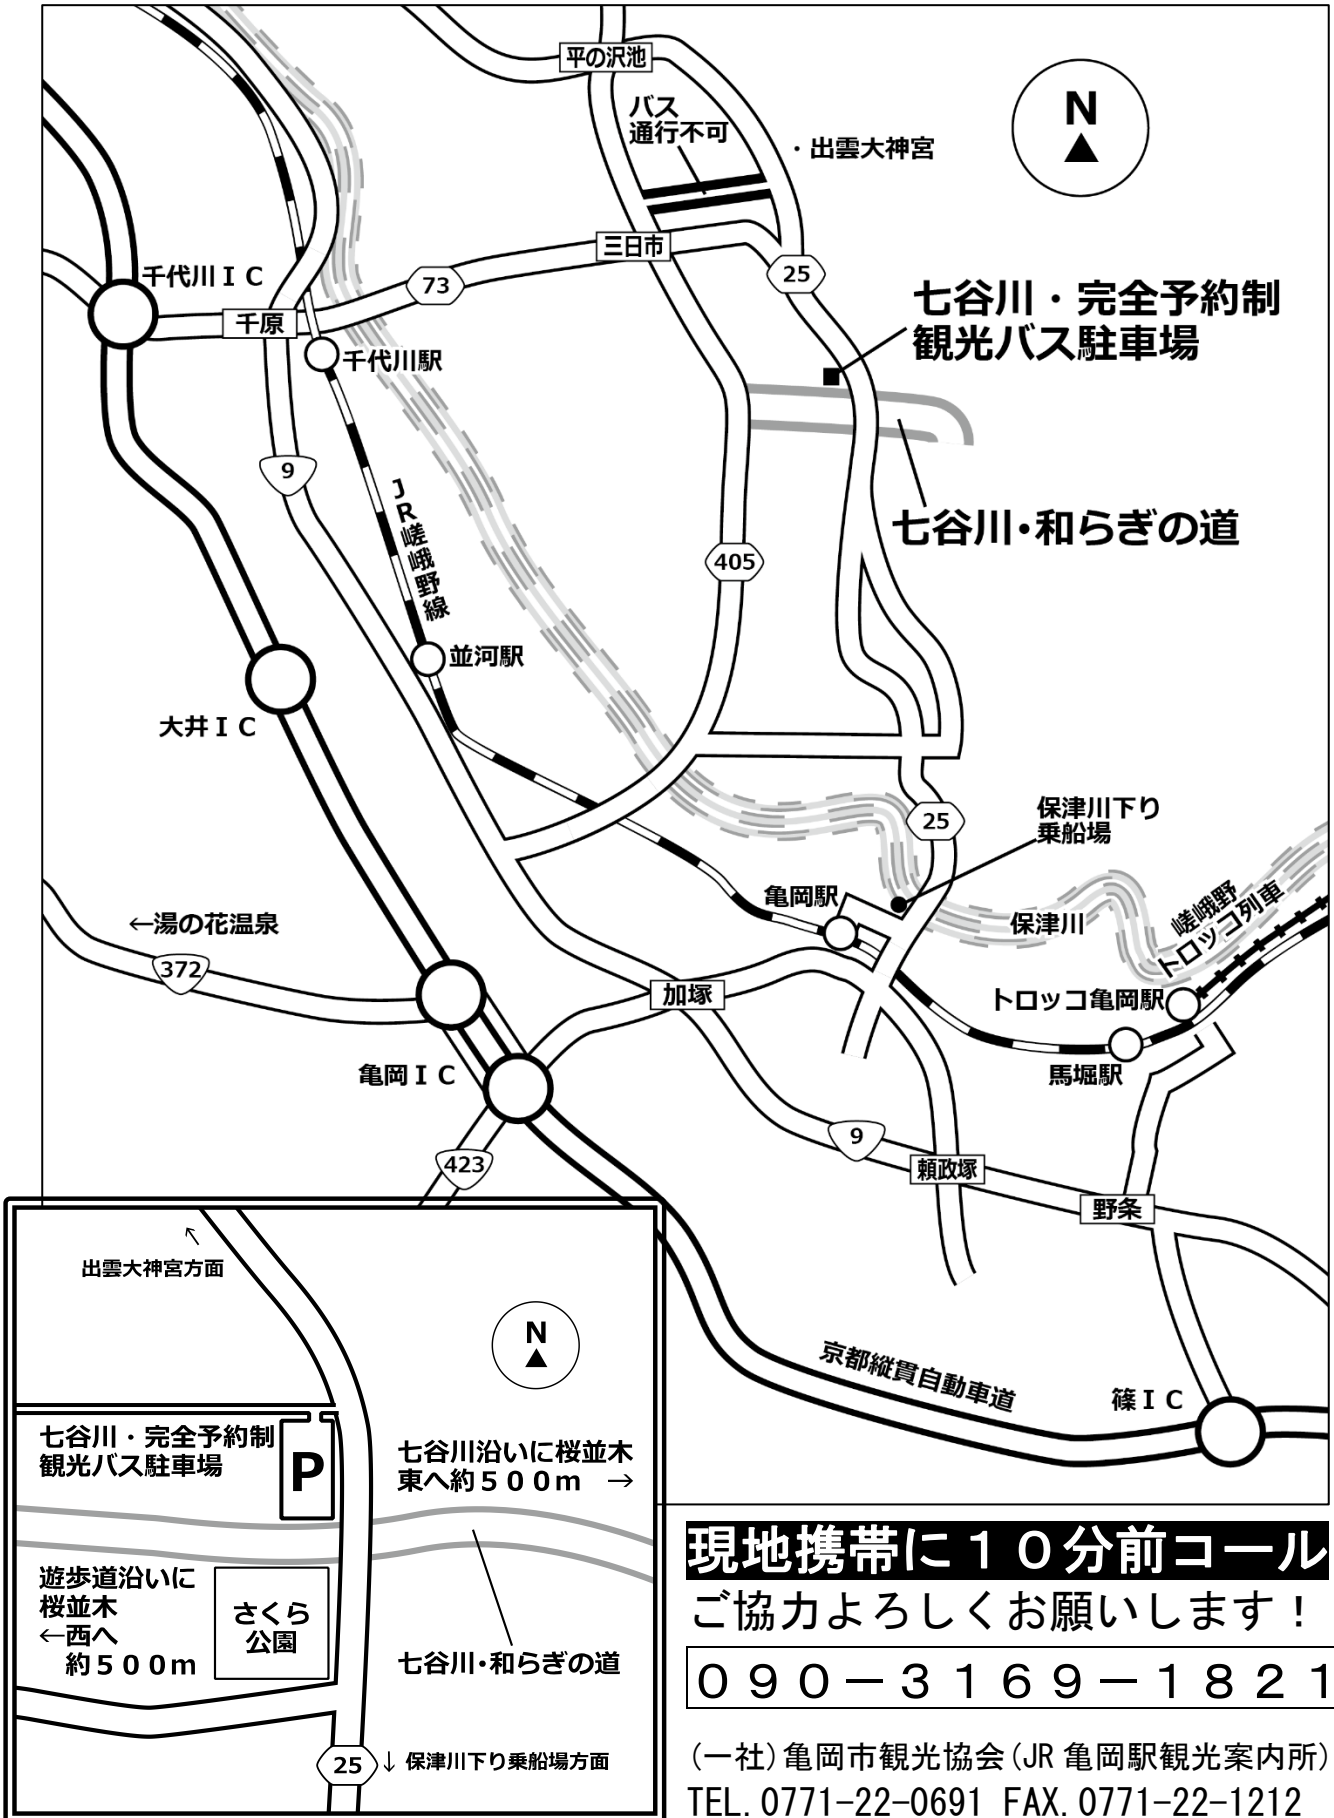 平の沢池
バス
通行不可
・出雲大神宮
N
三日市
千代川ＩＣ
73
25
千原
七谷川・完全予約制
観光バス駐車場
千代川駅
9
JR嵯峨野線
七谷川・和らぎの道
405
並河駅
大井ＩＣ
保津川下り
乗船場
25
亀岡駅
←湯の花温泉
保津川
嵯峨野
トロッコ列車
372
加塚
トロッコ亀岡駅
亀岡ＩＣ
馬堀駅
9
423
頼政塚
野条
京都縦貫自動車道
篠ＩＣ
↖
出雲大神宮方面
N
七谷川・完全予約制
観光バス駐車場
P
七谷川沿いに桜並木
東へ約５００ｍ　→
遊歩道沿いに
桜並木
←西へ
約５００ｍ
さくら
公園
七谷川・和らぎの道
25
↓ 保津川下り乗船場方面
現地携帯に１０分前コール
ご協力よろしくお願いします！
０９０－３１６９－１８２１
(一社)亀岡市観光協会(JR 亀岡駅観光案内所)
TEL. 0771-22-0691 FAX. 0771-22-1212